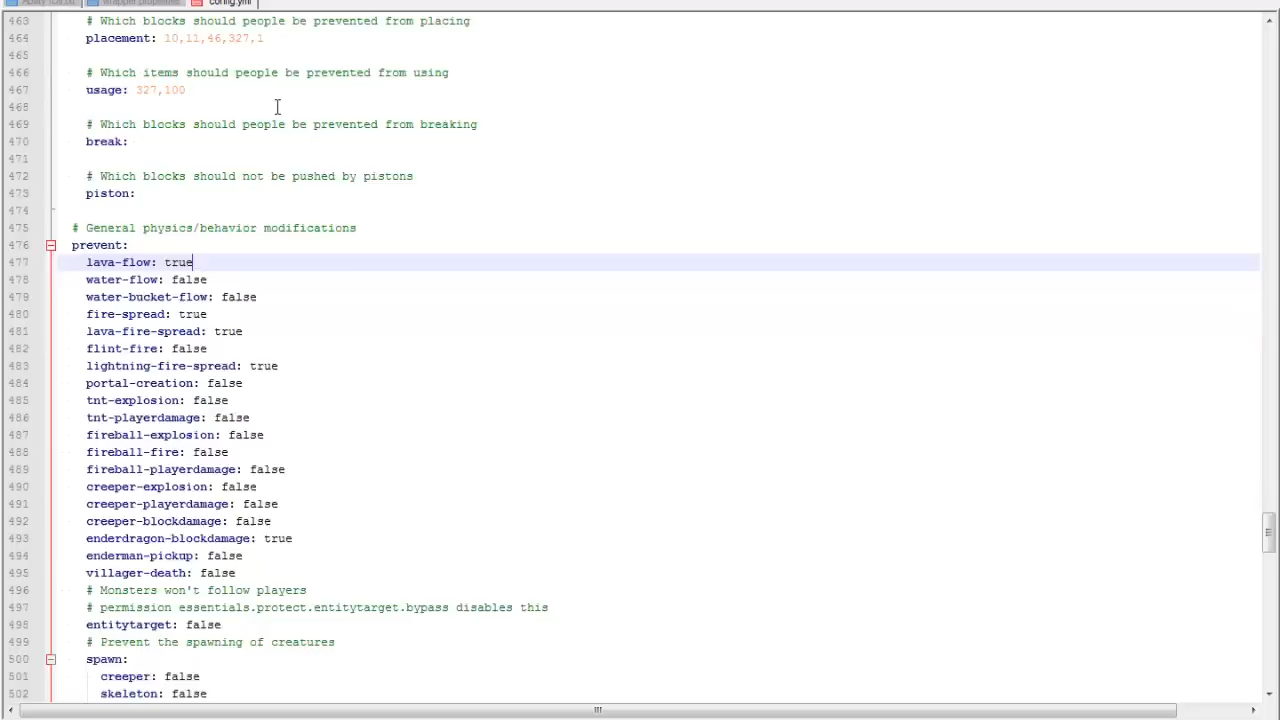 Ability list.txt wrapper.properties config.yml
463 # Which blocks should people be prevented from placing
464 placement: 10,11,46,327,1
465
466 # Which items should people be prevented from using
467 usage: 327,100
468
469 # Which blocks should people be prevented from breaking
470 break:
471
472 # Which blocks should not be pushed by pistons
473 piston:
474
475 # General physics/behavior modifications
476 prevent:
477 lava-flow: true
478 water-flow: false
479 water-bucket-flow: false
480 fire-spread: true
481 lava-fire-spread: true
482 flint-fire: false
483 lightning-fire-spread: true
484 portal-creation: false
485 tnt-explosion: false
486 tnt-playerdamage: false
487 fireball-explosion: false
488 fireball-fire: false
489 fireball-playerdamage: false
490 creeper-explosion: false
491 creeper-playerdamage: false
492 creeper-blockdamage: false
493 enderdragon-blockdamage: true
494 enderman-pickup: false
495 villager-death: false
496 # Monsters won't follow players
497 # permission essentials.protect.entitytarget.bypass disables this
498 entitytarget: false
499 # Prevent the spawning of creatures
500 spawn:
501 creeper: false
502 skeleton: false